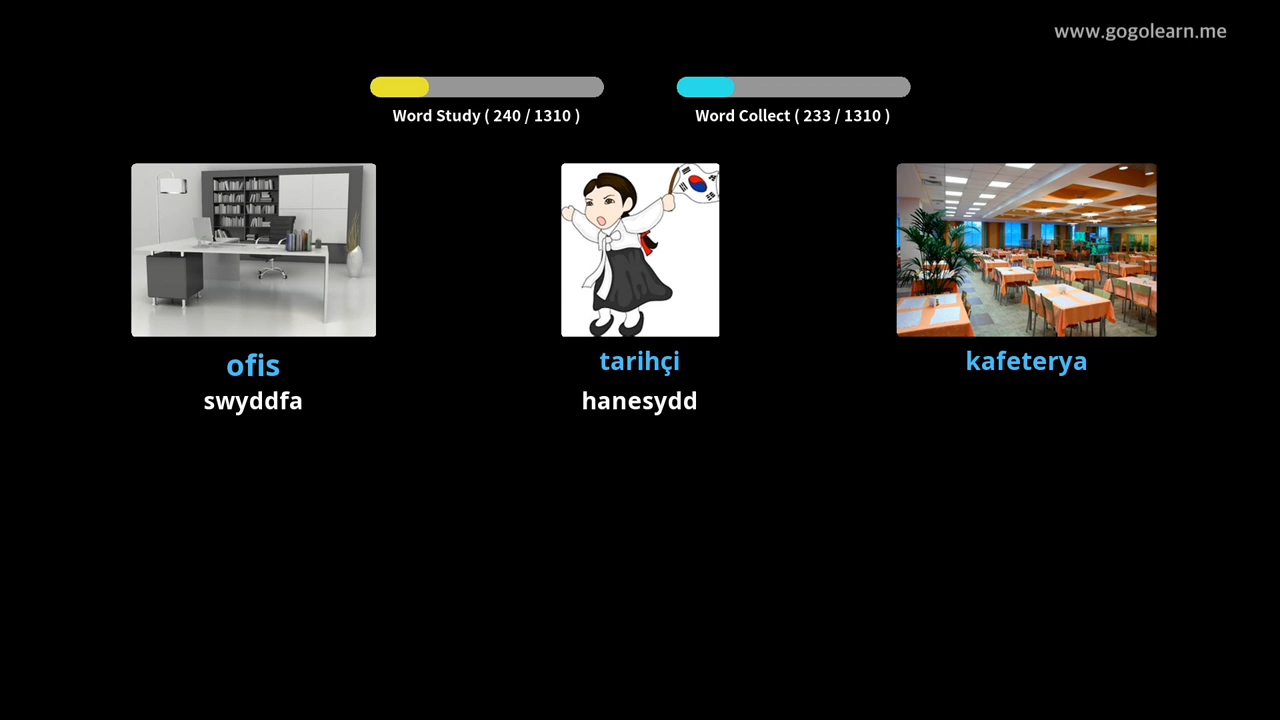 www.gogolearn.me
Word Study ( 240 / 1310 )
Word Collect ( 233 / 1310 )
ofis
tarihçi
kafeterya
swyddfa
hanesydd